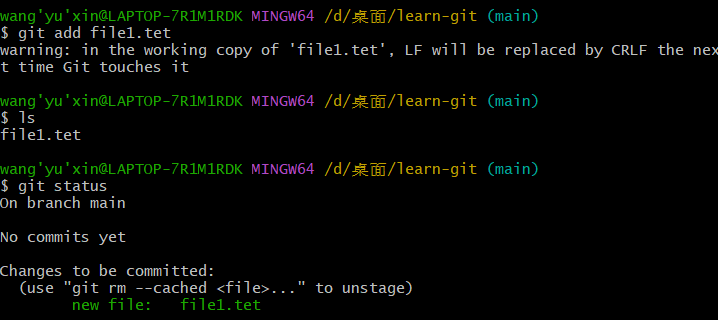 wang'yu'xin@LAPTOP-7R1M1RDK MINGW64 /d/桌面/learn-git (main)
$ git add file1.tet
warning: in the working copy of 'file1.tet', LF will be replaced by CRLF the nex
t time Git touches it
wang'yu'xin@LAPTOP-7R1M1RDK MINGW64 /d/桌面/learn-git (main)
$ ls
file1.tet
wang'yu'xin@LAPTOP-7R1M1RDK MINGW64 /d/桌面/learn-git (main)
$ git status
On branch main
No commits yet
Changes to be committed:
  (use "git rm --cached <file>..." to unstage)
        new file:   file1.tet